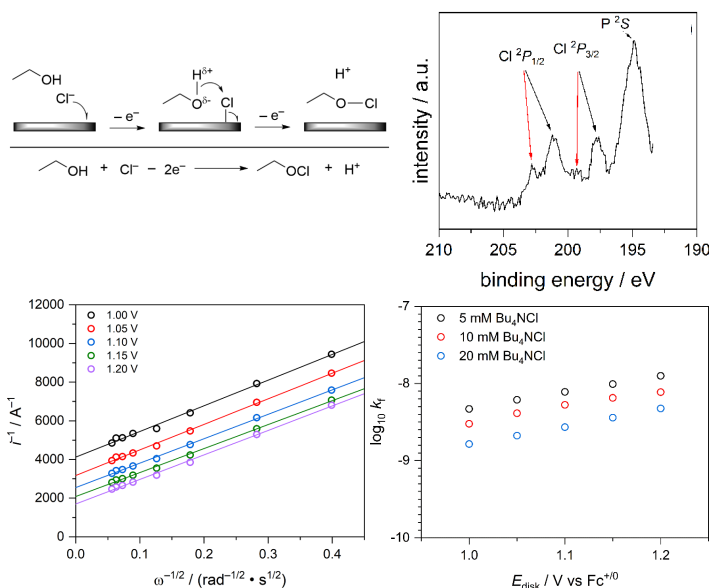 OH
Cl⁻
– e⁻
Hδ+
Oδ-
Cl
– e⁻
H⁺
O Cl
OH + Cl⁻ – 2e⁻ OCl + H⁺
P ²S
Cl ²P3/2
Cl ²P1/2
intensity / a.u.
210 205 200 195 190
binding energy / eV
12000
10000
8000
6000
4000
2000
0
i⁻¹ / A⁻¹
1.00 V
1.05 V
1.10 V
1.15 V
1.20 V
0.0 0.1 0.2 0.3 0.4
ω⁻¹/² / (rad⁻¹/² • s¹/²)
-7
-8
-9
-10
log₁₀ kf
5 mM Bu₄NCl
10 mM Bu₄NCl
20 mM Bu₄NCl
1.0 1.1 1.2
Edisk / V vs Fc⁺/⁰